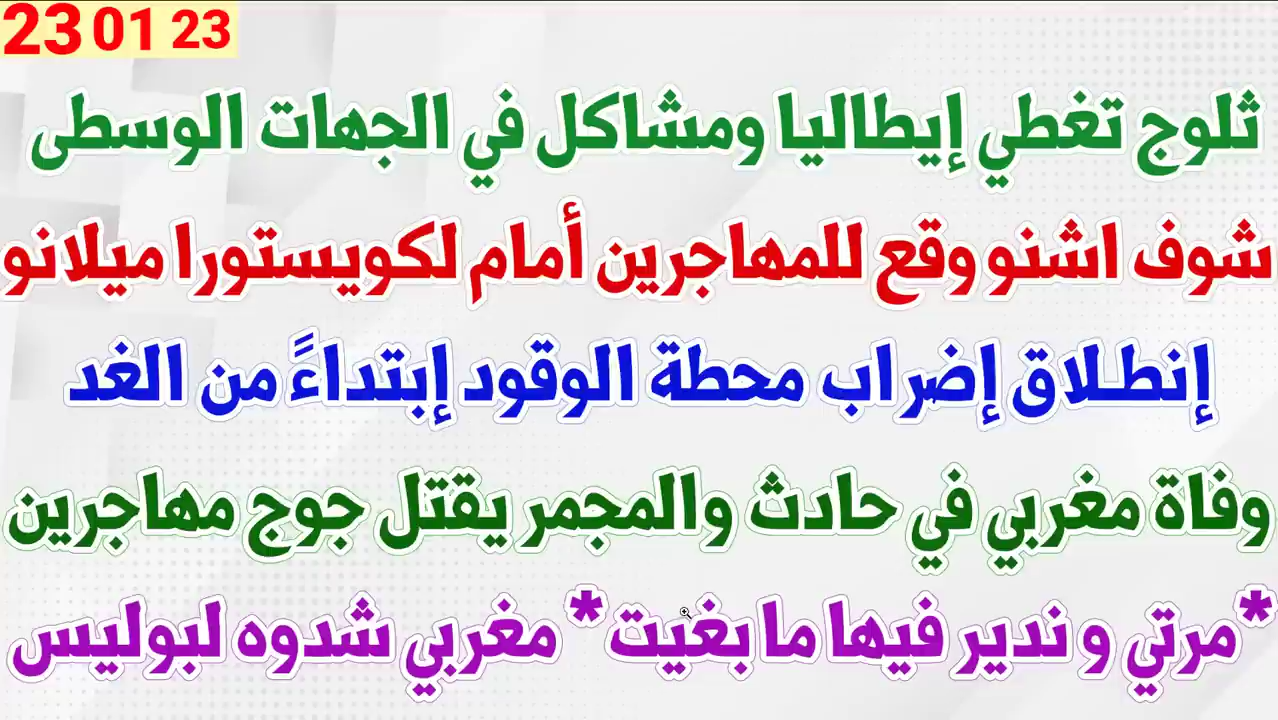 23 01 23
ثلوج تغطي إيطاليا ومشاكل في الجهات الوسطى
شوف اشنو وقع للمهاجرين أمام لكويستورا ميلانو
إنطلاق إضراب محطة الوقود إبتداءً من الغد
وفاة مغربي في حادث والمجمر يقتل جوج مهاجرين
*مرتي و ندير فيها ما بغيت* مغربي شدوه لبوليس